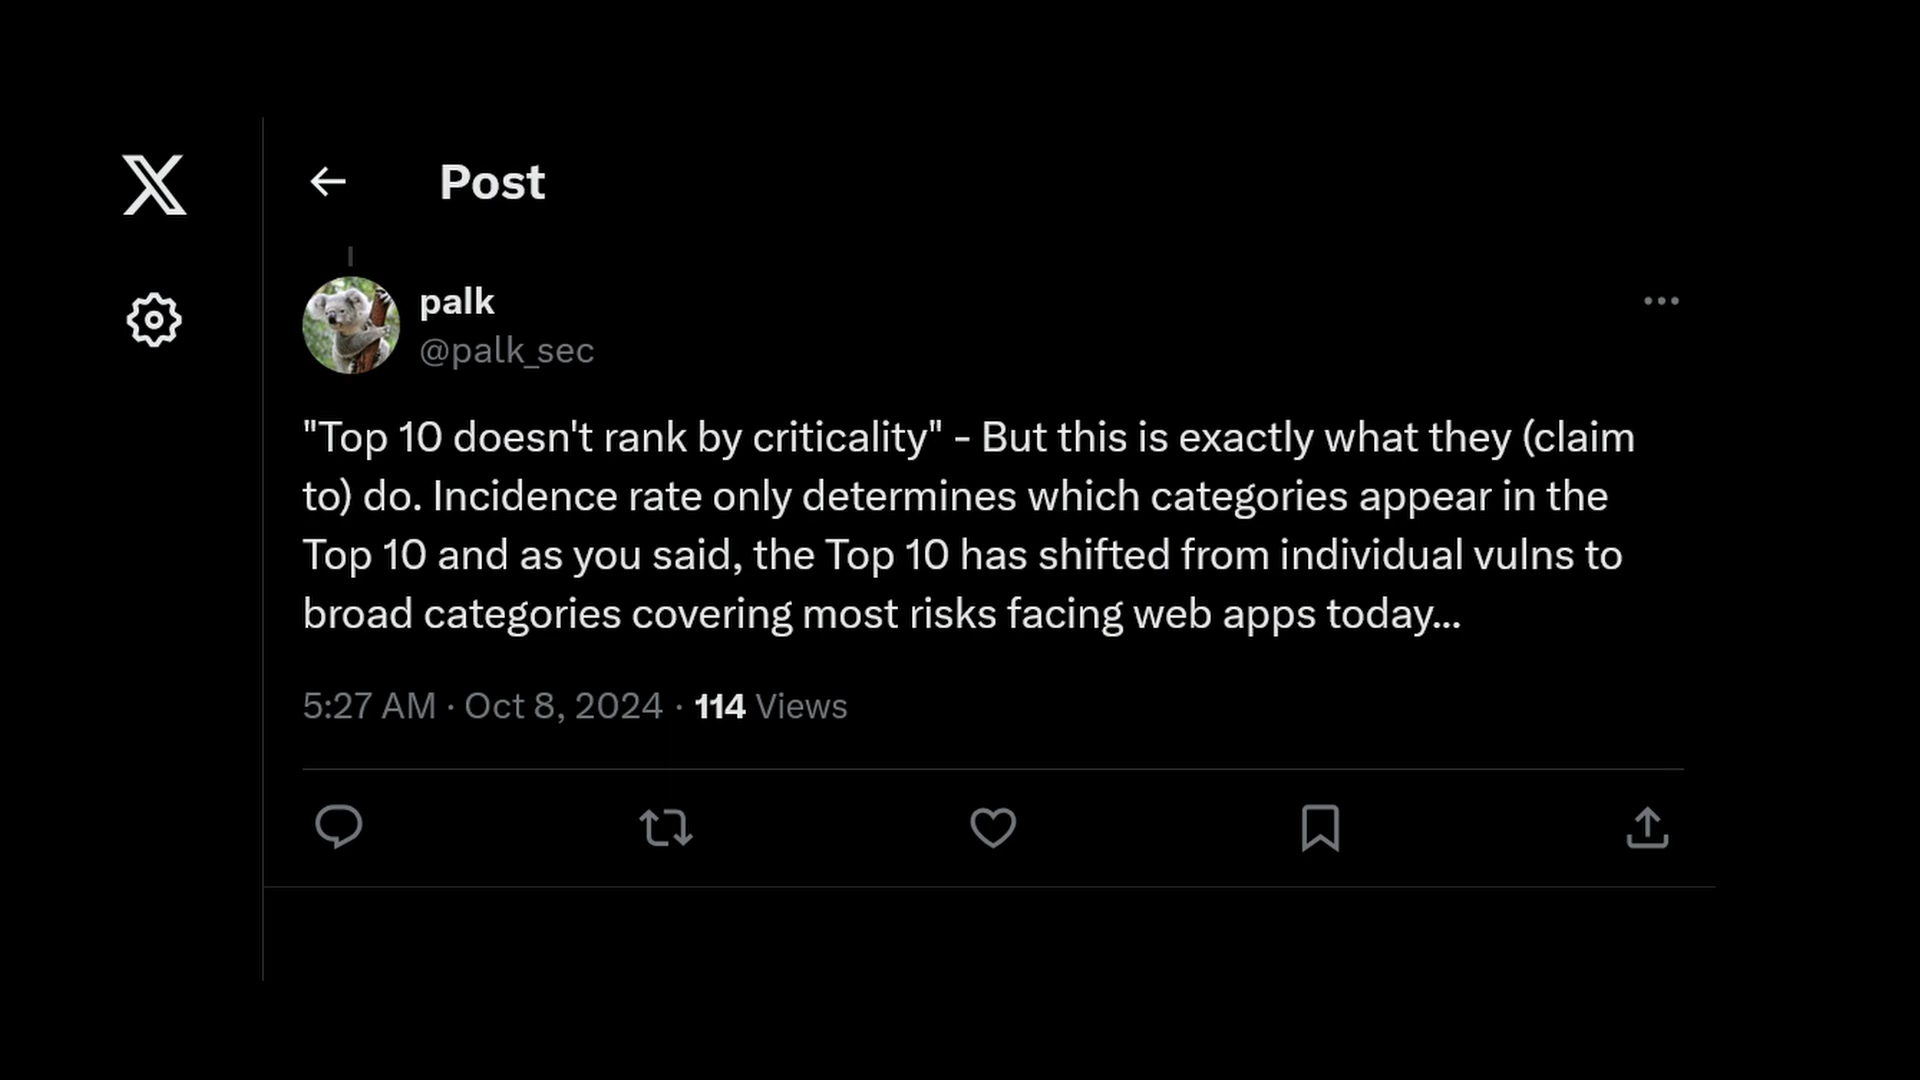 Post
palk
@palk_sec
"Top 10 doesn't rank by criticality" - But this is exactly what they (claim
to) do. Incidence rate only determines which categories appear in the
Top 10 and as you said, the Top 10 has shifted from individual vulns to
broad categories covering most risks facing web apps today...
5:27 AM · Oct 8, 2024 · 114 Views